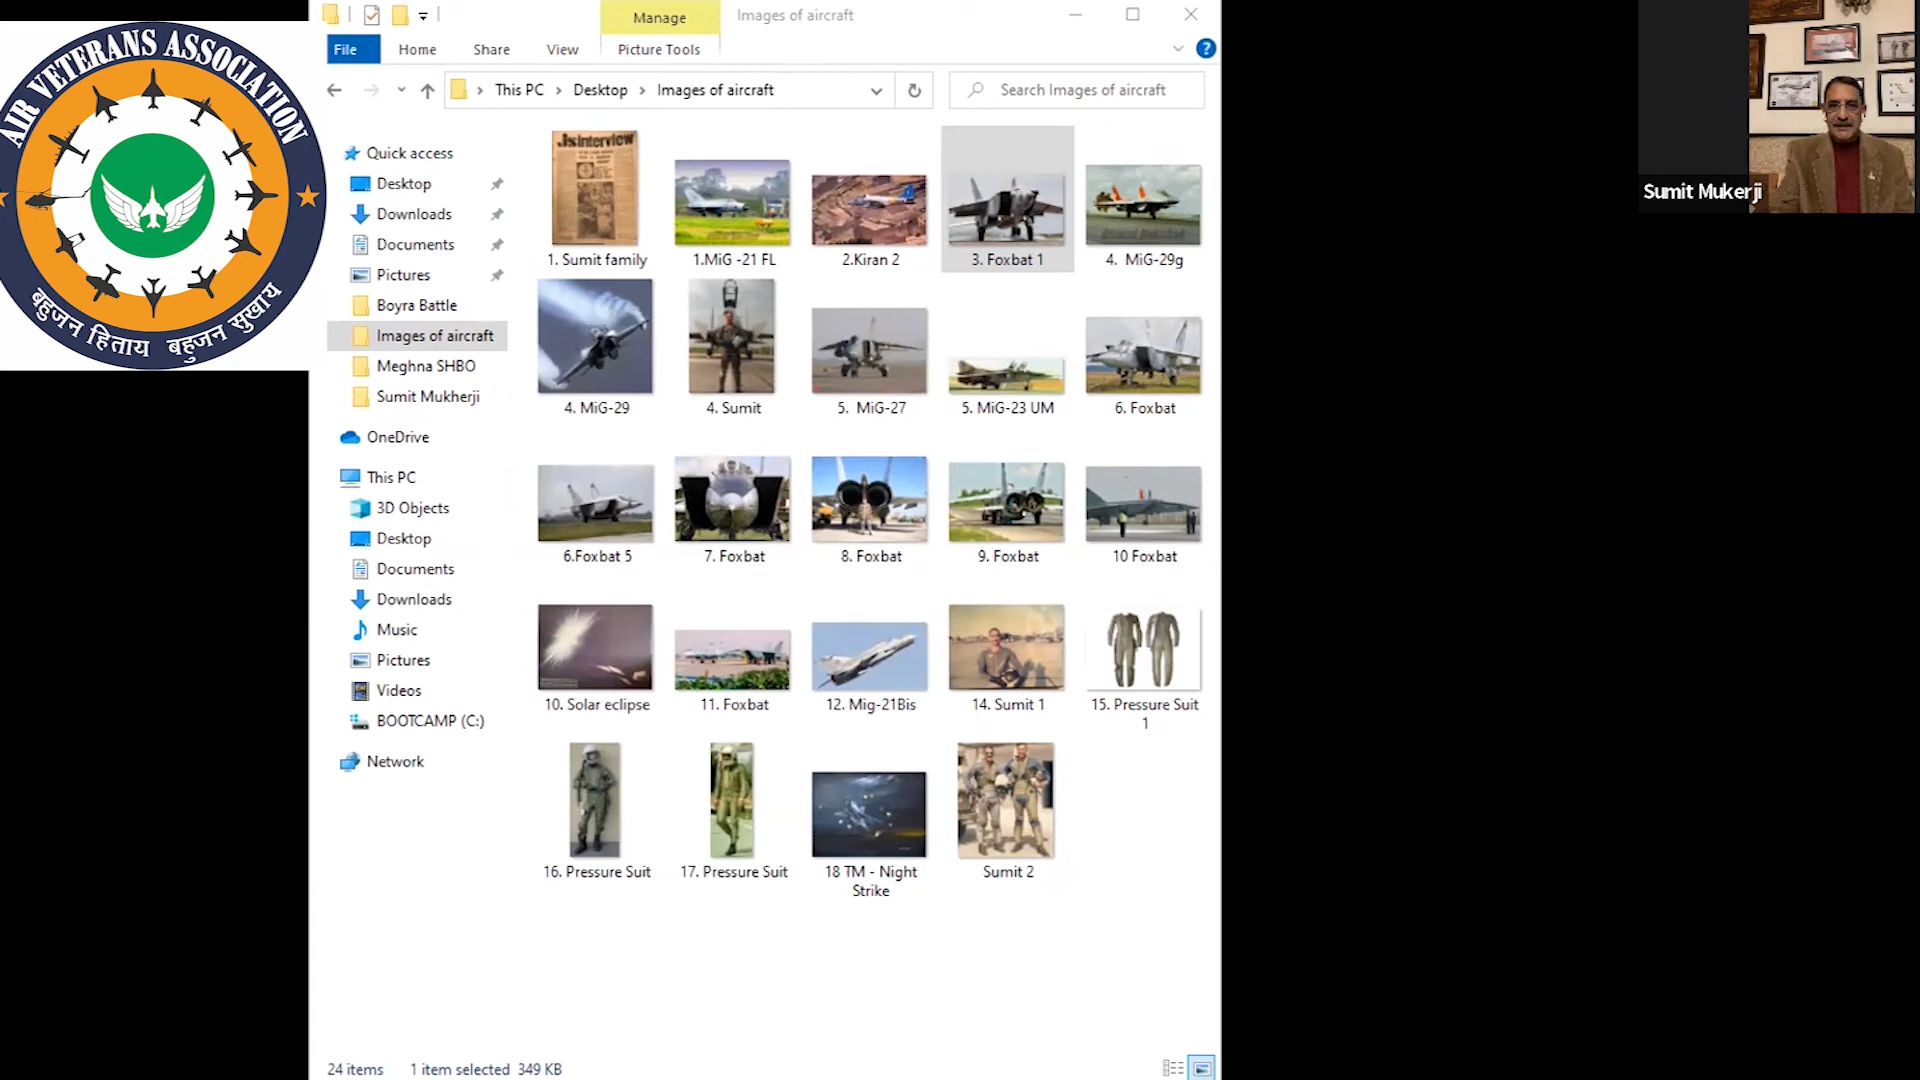 AIR VETERANS ASSOCIATION
बहुजन हिताय बहुजन सुखाय
Manage
Images of aircraft
File
Home
Share
View
Picture Tools
This PC
Desktop
Images of aircraft
Search Images of aircraft
Quick access
Desktop
Downloads
Documents
Pictures
Boyra Battle
Images of aircraft
Meghna SHBO
Sumit Mukherji
OneDrive
This PC
3D Objects
Desktop
Documents
Downloads
Music
Pictures
Videos
BOOTCAMP (C:)
Network
Js interview
1. Sumit family
1.MiG -21 FL
2.Kiran 2
3. Foxbat 1
4.  MiG-29g
4. MiG-29
4. Sumit
5.  MiG-27
5. MiG-23 UM
6. Foxbat
6.Foxbat 5
7. Foxbat
8. Foxbat
9. Foxbat
10 Foxbat
10. Solar eclipse
11. Foxbat
12. Mig-21Bis
14. Sumit 1
15. Pressure Suit
1
16. Pressure Suit
17. Pressure Suit
18 TM - Night
Strike
Sumit 2
24 items
1 item selected  349 KB
Sumit Mukerji